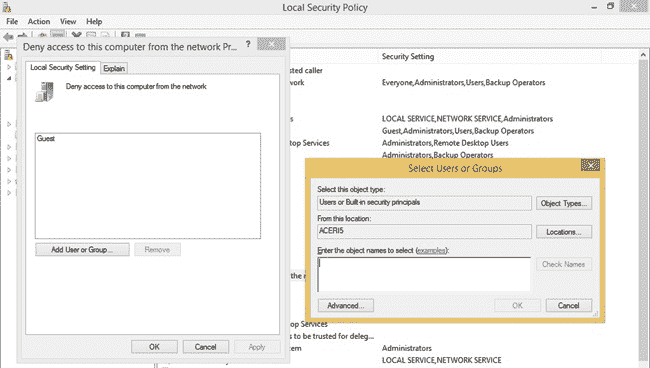 Local Security Policy
File Action View Help
Deny access to this computer from the network Pr...
?
Local Security Setting Explain
Deny access to this computer from the network
Guest
Add User or Group... Remove
OK Cancel Apply
Security Setting
sted caller
work Everyone,Administrators,Users,Backup Operators
LOCAL SERVICE,NETWORK SERVICE,Administrators
Guest,Administrators,Users,Backup Operators
top Services Administrators,Remote Desktop Users
Administrators,Backup Operators
Select Users or Groups
Select this object type:
Users or Built-in security principals Object Types...
From this location:
ACERI5 Locations...
Enter the object names to select (examples):
Check Names
Advanced... OK Cancel
the r
op Services
s to be trusted for deleg...
tem Administrators
LOCAL SERVICE,NETWORK SERVICE